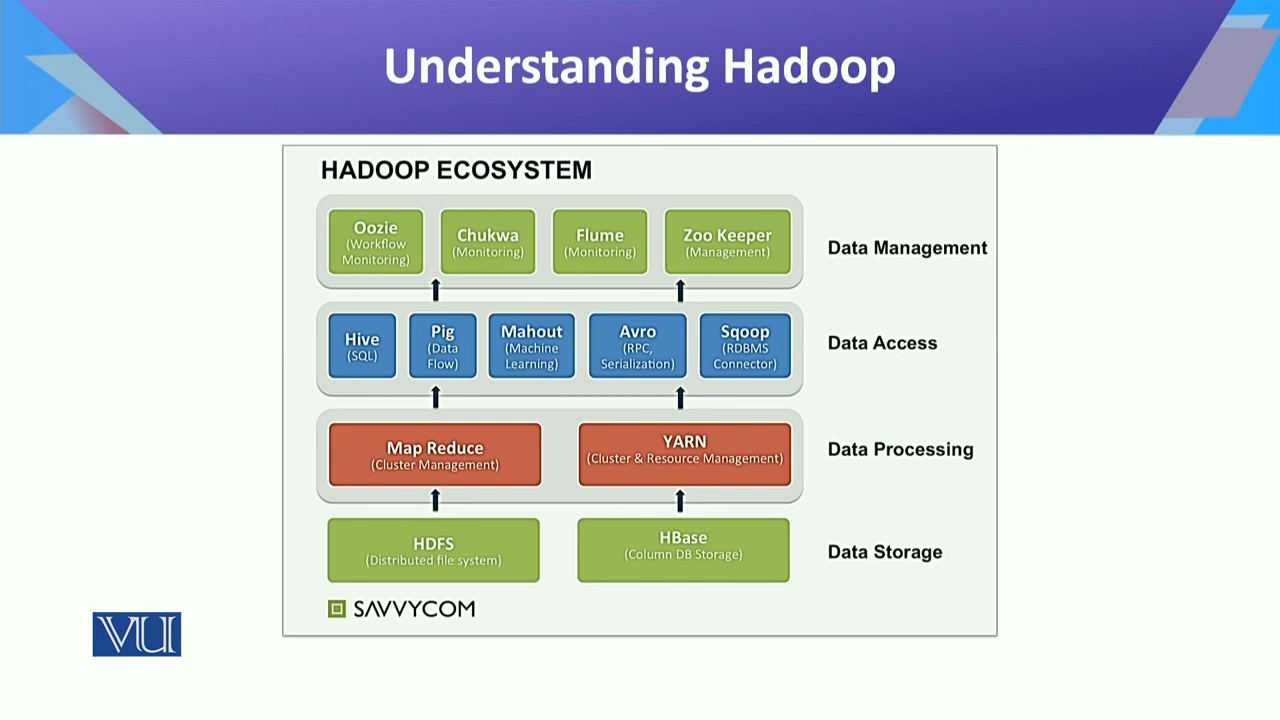 Understanding Hadoop
HADOOP ECOSYSTEM
Oozie
(Workflow
Monitoring)
Chukwa
(Monitoring)
Flume
(Monitoring)
Zoo Keeper
(Management)
Data Management
Hive
(SQL)
Pig
(Data
Flow)
Mahout
(Machine
Learning)
Avro
(RPC,
Serialization)
Sqoop
(RDBMS
Connector)
Data Access
Map Reduce
(Cluster Management)
YARN
(Cluster & Resource Management)
Data Processing
HDFS
(Distributed file system)
HBase
(Column DB Storage)
Data Storage
SAVVYCOM
VU